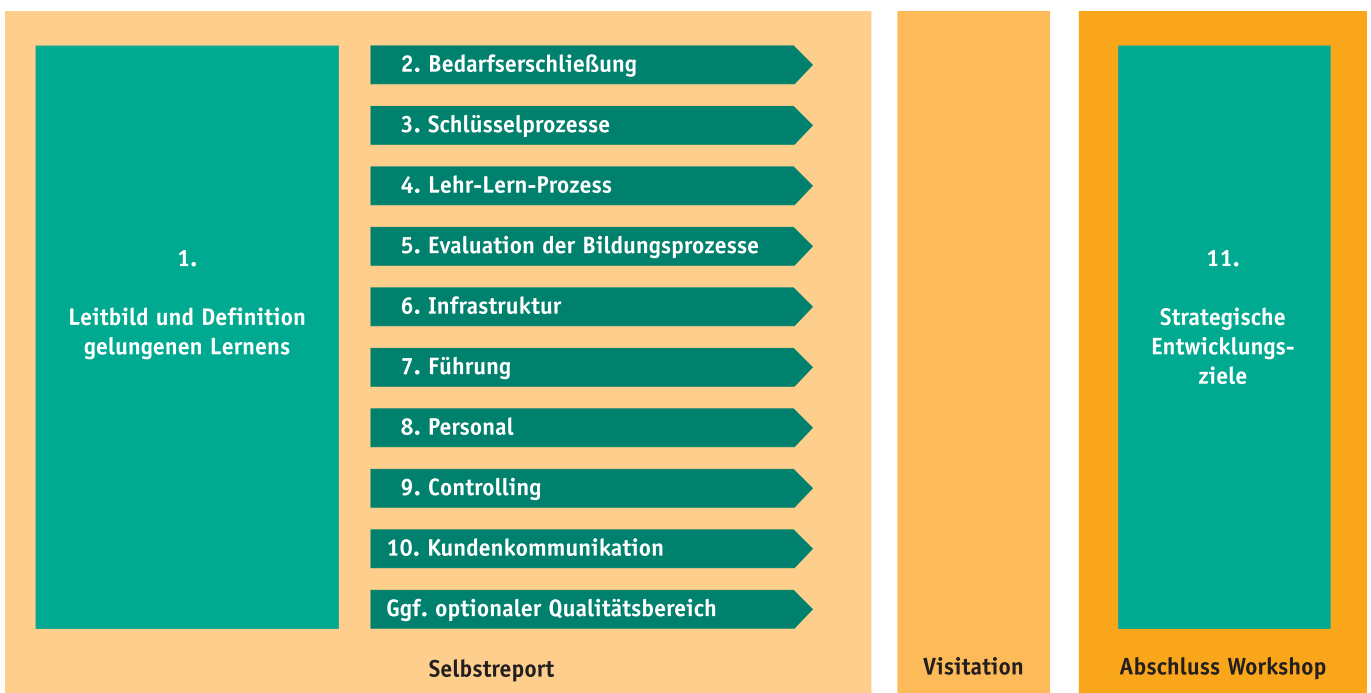 1.
Leitbild und Definition
gelungenen Lernens
2. Bedarfserschließung
3. Schlüsselprozesse
4. Lehr-Lern-Prozess
5. Evaluation der Bildungsprozesse
6. Infrastruktur
7. Führung
8. Personal
9. Controlling
10. Kundenkommunikation
Ggf. optionaler Qualitätsbereich
Selbstreport
Visitation
11.
Strategische
Entwicklungs-
ziele
Abschluss Workshop